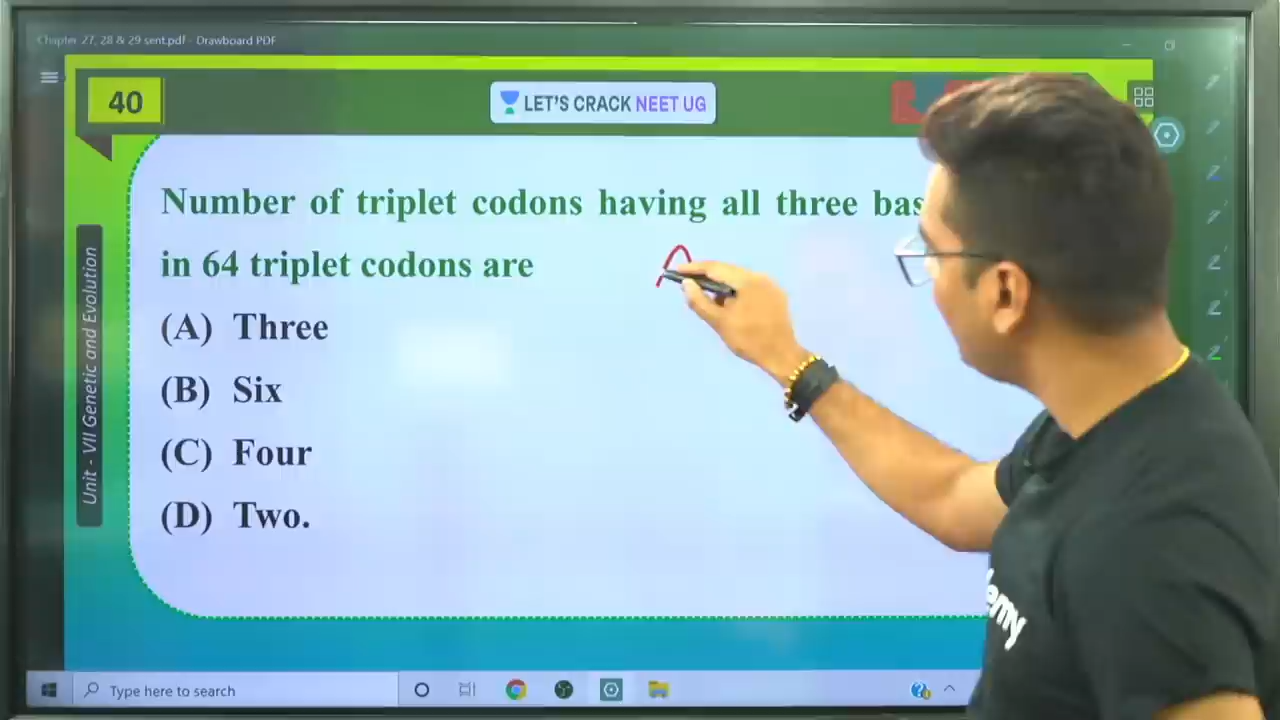 Chapter 27, 28 & 29 sent.pdf - Drawboard PDF
40
LET'S CRACK NEET UG
Number of triplet codons having all three
in 64 triplet codons are
(A) Three
(B) Six
(C) Four
(D) Two.
Unit - VII Genetic and Evolution
Type here to search